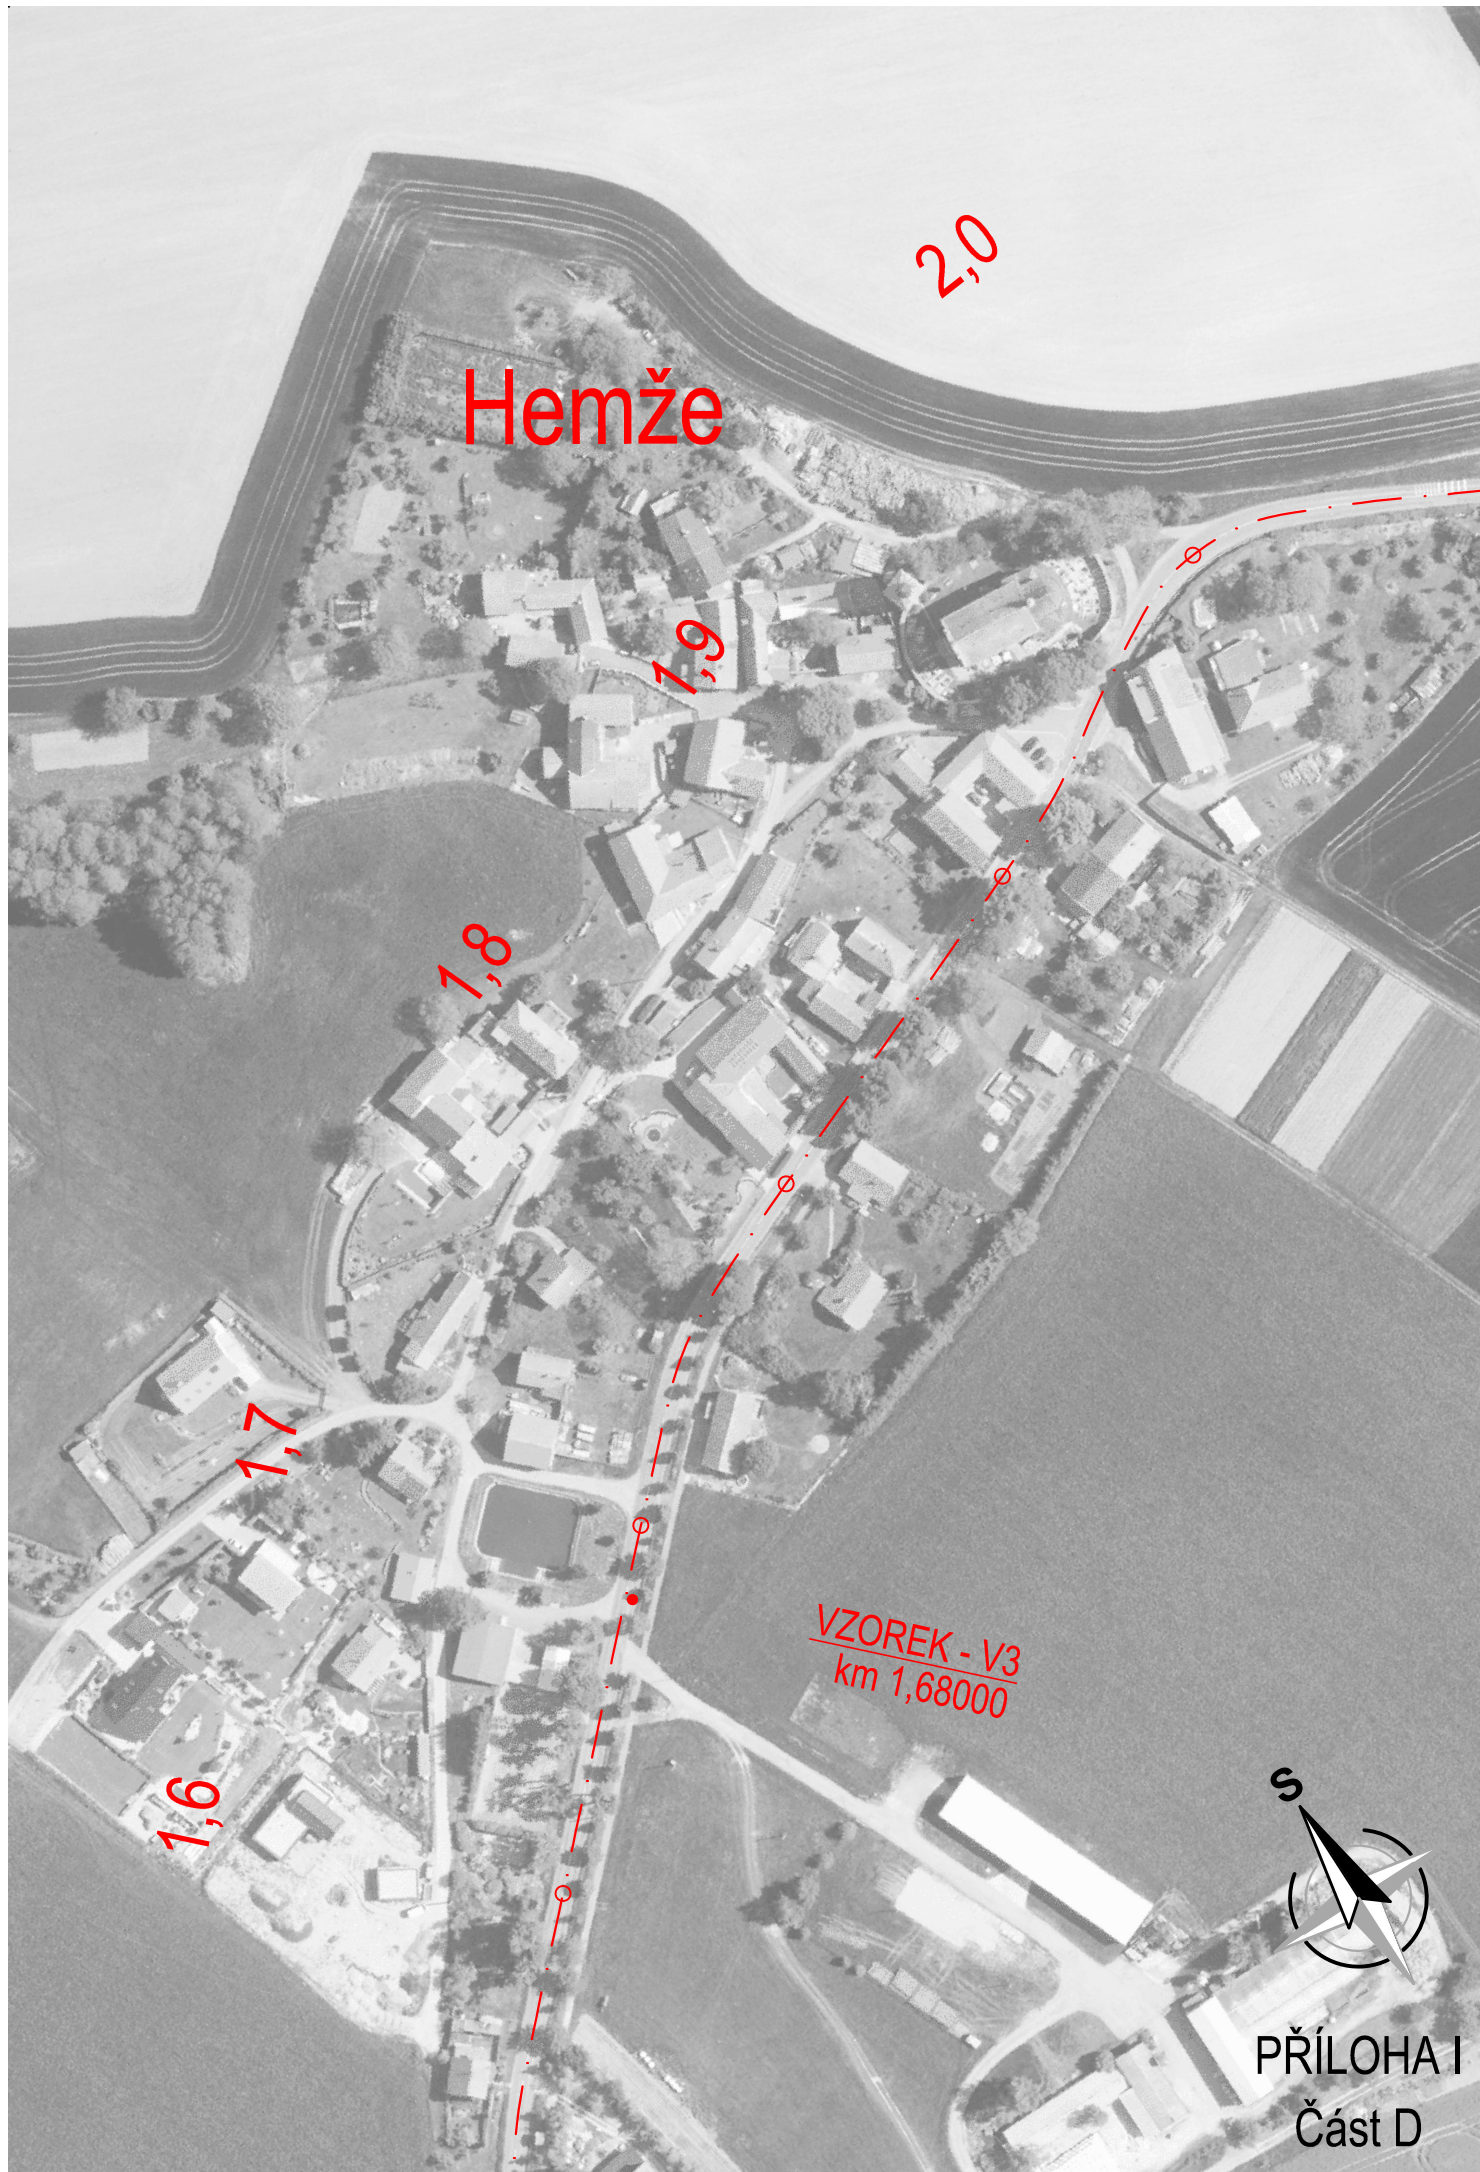 2,0
Hemže
1,9
1,8
1,7
VZOREK - V3
km 1,68000
1,6
S
PŘÍLOHA I
Část D